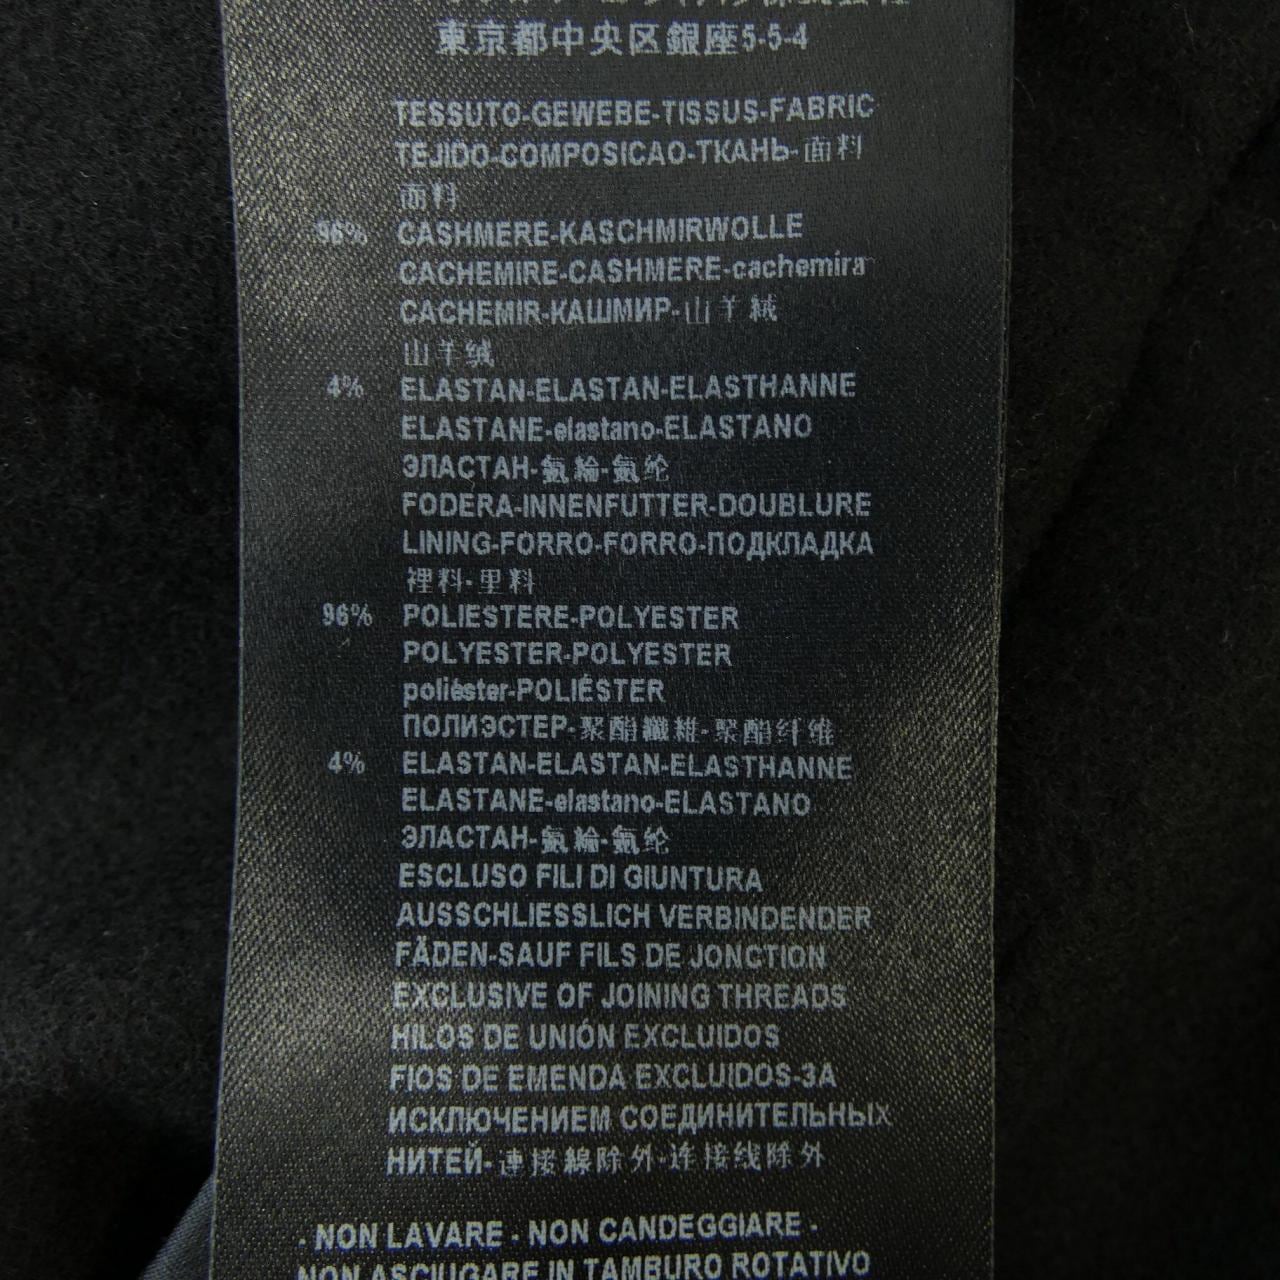 東京都中央区銀座5-5-4
TESSUTO-GEWEBE-TISSUS-FABRIC
TEJIDO-COMPOSICAO-ТКАНЬ-面料
面料
96% CASHMERE-KASCHMIRWOLLE
CACHEMIRE-CASHMERE-cachemira
CACHEMIR-КАШМИР-山羊絨
山羊绒
4% ELASTAN-ELASTAN-ELASTHANNE
ELASTANE-elastano-ELASTANO
ЭЛАСТАН-氨綸-氨纶
FODERA-INNENFUTTER-DOUBLURE
LINING-FORRO-FORRO-ПОДКЛАДКА
裡料-里料
96% POLIESTERE-POLYESTER
POLYESTER-POLYESTER
poliéster-POLIÉSTER
ПОЛИЭСТЕР-聚酯纖維-聚酯纤维
4% ELASTAN-ELASTAN-ELASTHANNE
ELASTANE-elastano-ELASTANO
ЭЛАСТАН-氨綸-氨纶
ESCLUSO FILI DI GIUNTURA
AUSSCHLIESSLICH VERBINDENDER
FÄDEN-SAUF FILS DE JONCTION
EXCLUSIVE OF JOINING THREADS
HILOS DE UNIÓN EXCLUIDOS
FIOS DE EMENDA EXCLUIDOS-ЗА
ИСКЛЮЧЕНИЕМ СОЕДИНИТЕЛЬНЫХ
НИТЕЙ-連接線除外-连接线除外
- NON LAVARE - NON CANDEGGIARE -
NON ASCIUGARE IN TAMBURO ROTATIVO